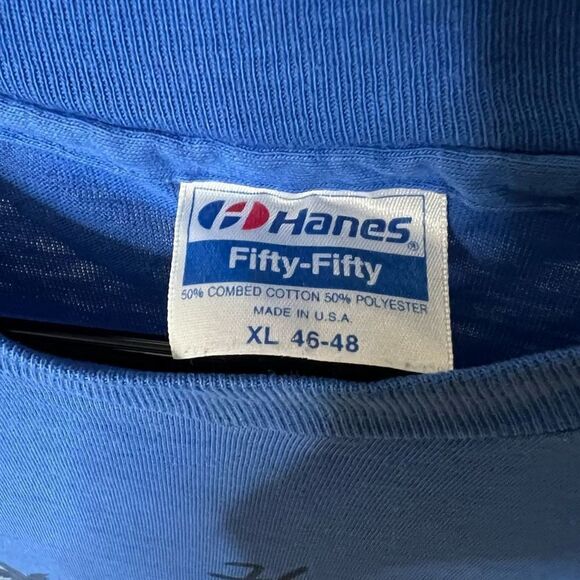 Hanes®
Fifty-Fifty
50% COMBED COTTON 50% POLYESTER
MADE IN U.S.A.
XL 46-48